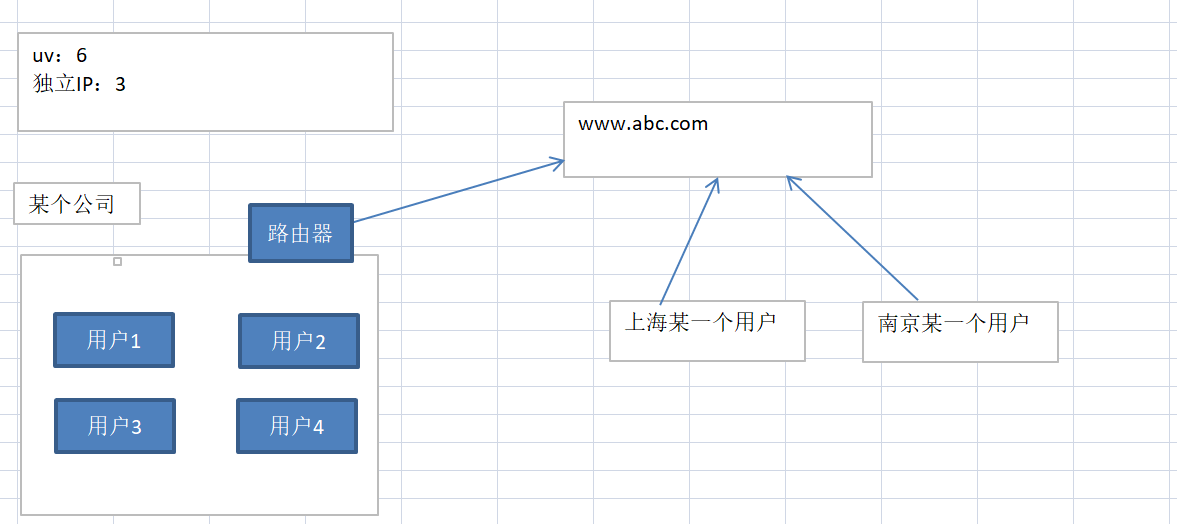 uv：6
独立IP：3
www.abc.com
某个公司
路由器
用户1
用户2
用户3
用户4
上海某一个用户
南京某一个用户